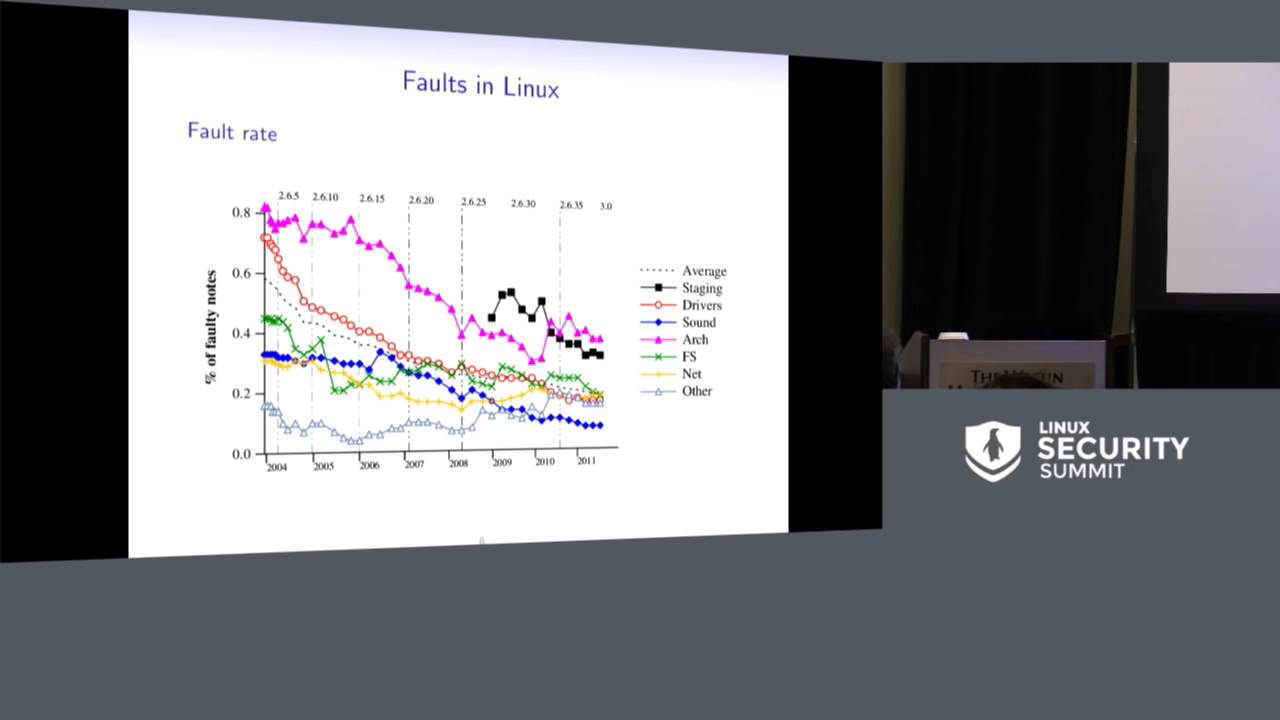 Faults in Linux
Fault rate
2.6.5 2.6.10 2.6.15 2.6.20 2.6.25 2.6.30 2.6.35 3.0
0.8
0.6
0.4
0.2
0.0
% of faulty notes
2004 2005 2006 2007 2008 2009 2010 2011
Average
Staging
Drivers
Sound
Arch
FS
Net
Other
8
LINUX
SECURITY
SUMMIT